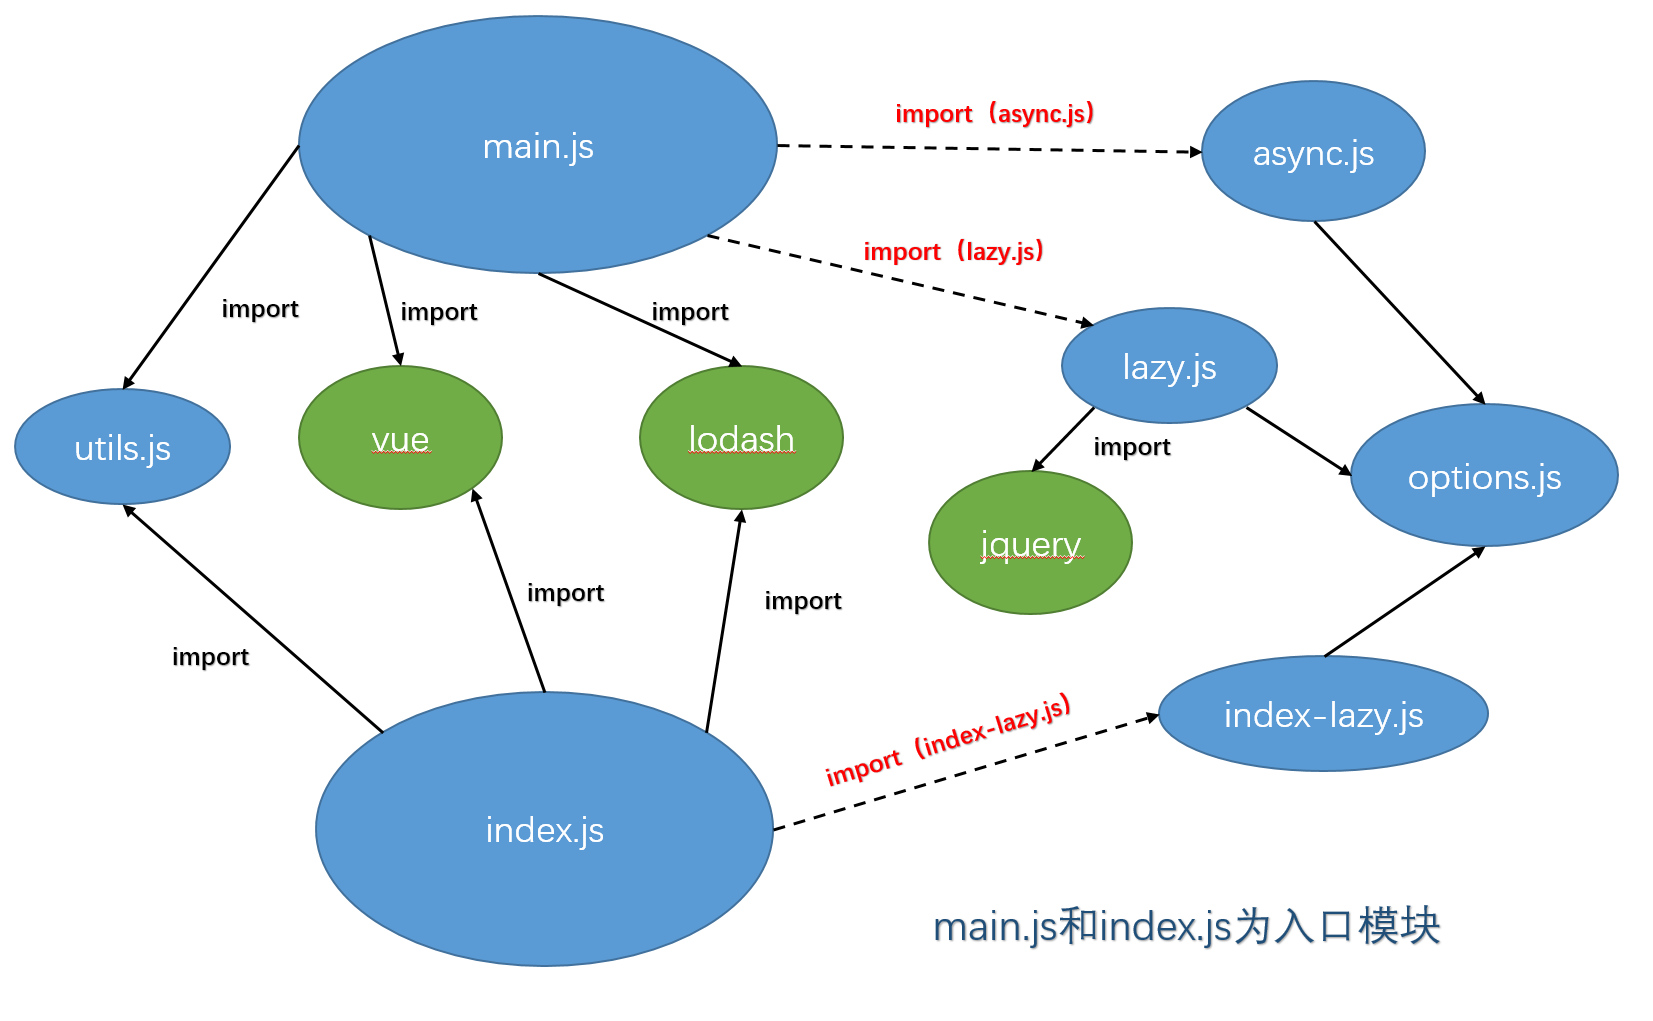 main.js
import（async.js）
async.js
import（lazy.js）
import
import
import
lazy.js
utils.js
vue
lodash
import
options.js
jquery
import
import
import
import（index-lazy.js）
index-lazy.js
index.js
main.js和index.js为入口模块